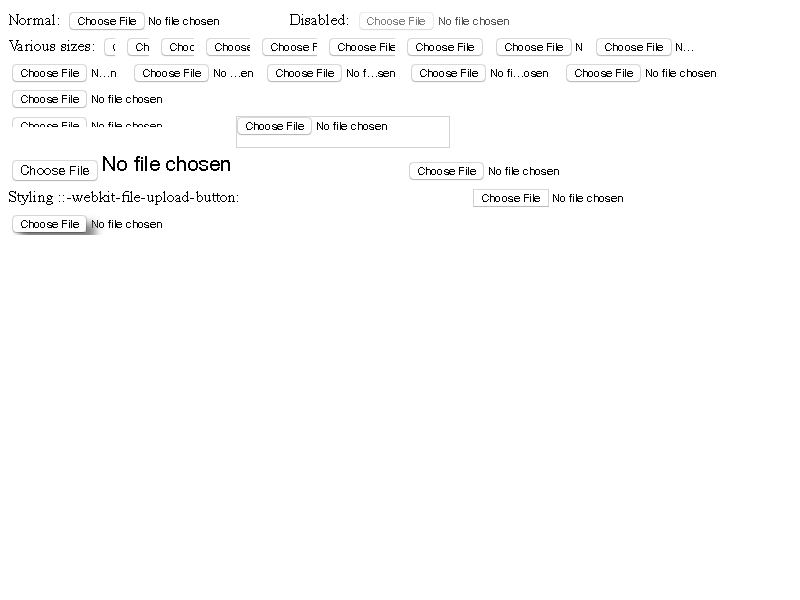 Normal: Choose File No file chosen Disabled: Choose File No file chosen
Various sizes: Ch Choc Choose Choose F Choose File Choose File Choose File N Choose File N...
Choose File N...n Choose File No ...en Choose File No f...sen Choose File No fi...osen Choose File No file chosen
Choose File No file chosen
Choose File No file chosen Choose File No file chosen
Choose File No file chosen Choose File No file chosen
Styling ::-webkit-file-upload-button: Choose File No file chosen
Choose File No file chosen